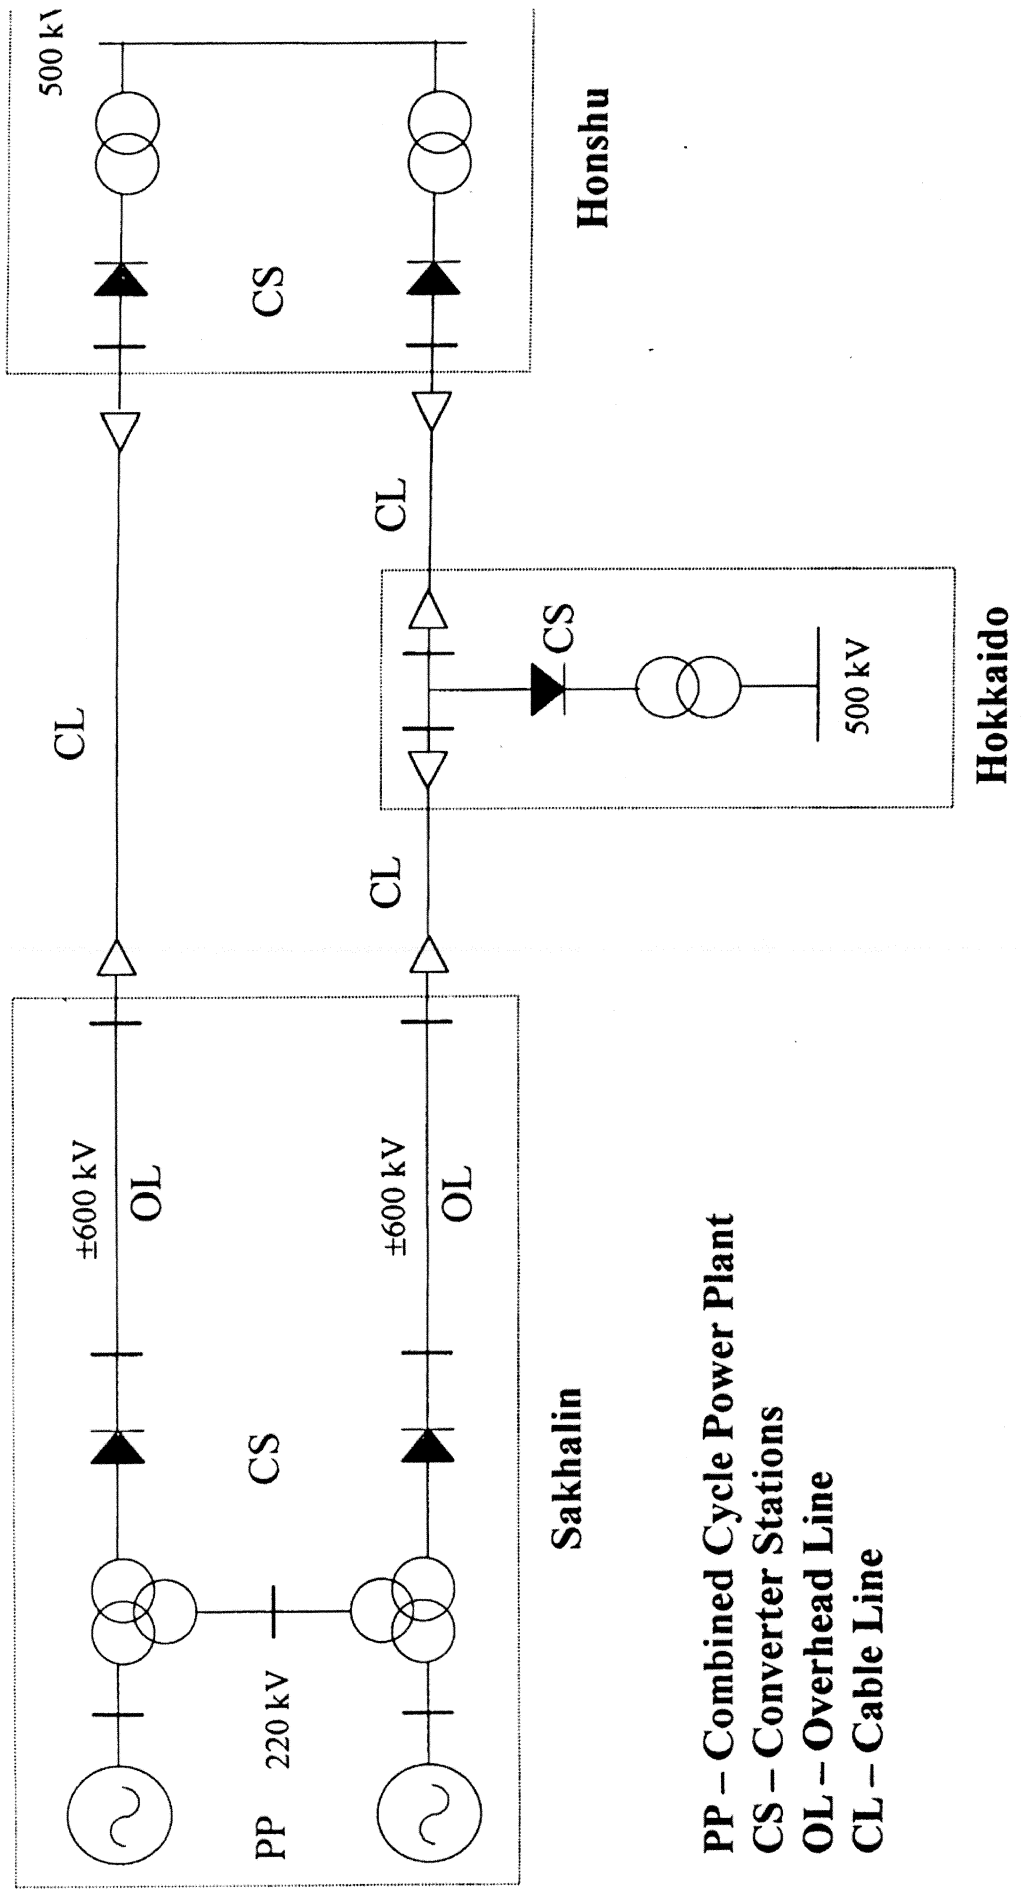 ±600 kV
OL
CL
500 kV
PP
220 kV
CS
CS
±600 kV
OL
CL
CL
CS
500 kV
Sakhalin
Honshu
Hokkaido
PP – Combined Cycle Power Plant
CS – Converter Stations
OL – Overhead Line
CL – Cable Line